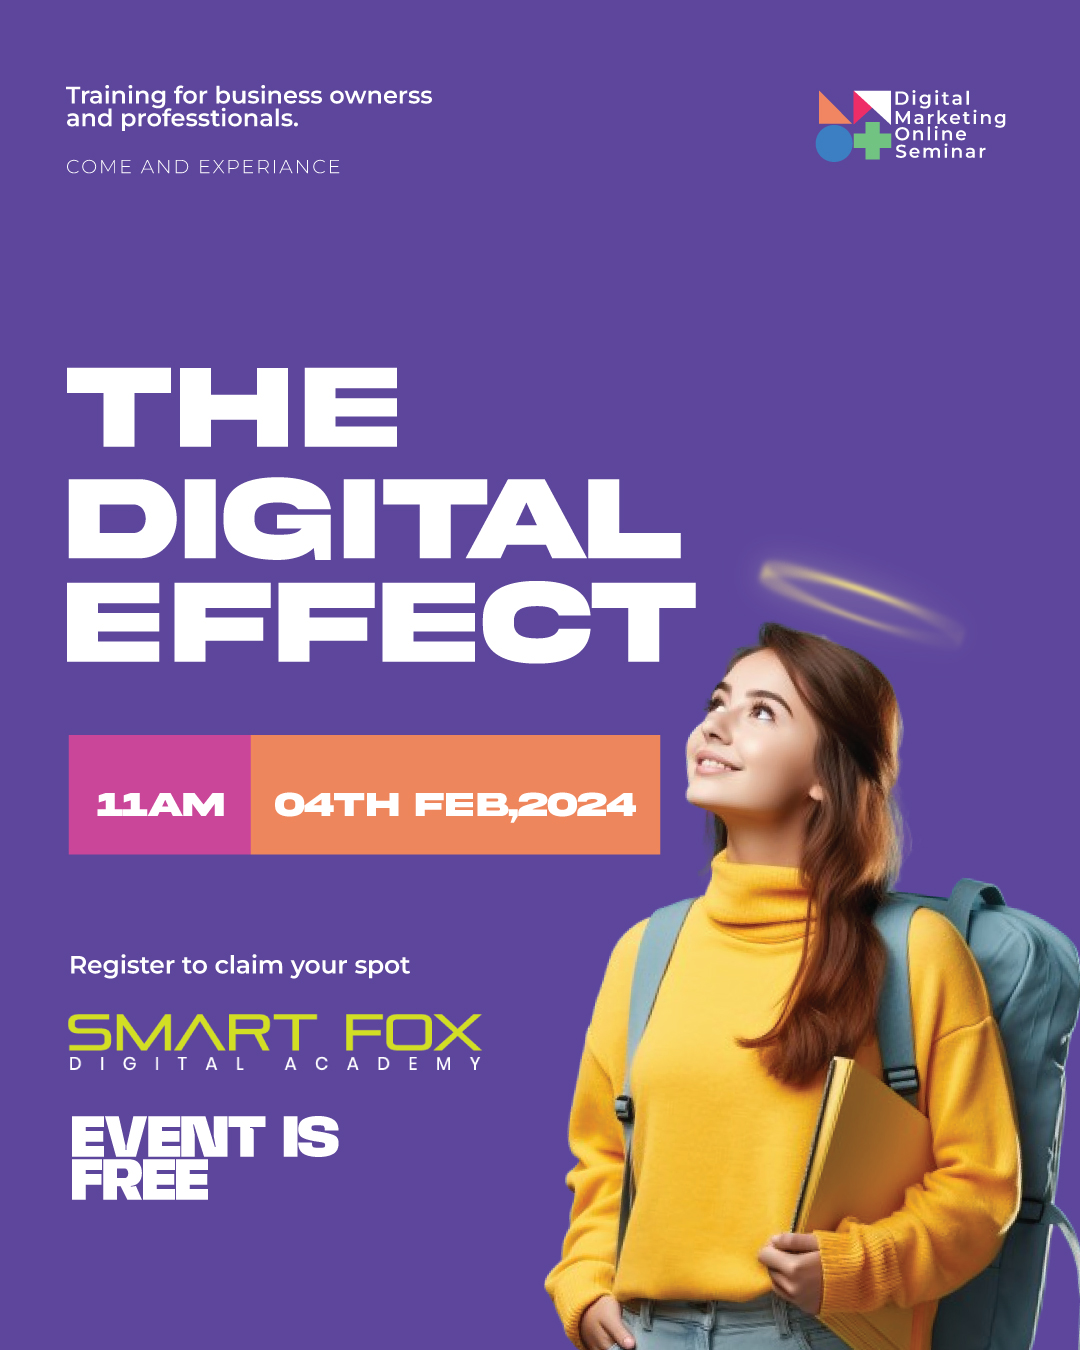 Training for business ownerss
and professtionals.
COME AND EXPERIANCE
Digital
Marketing
Online
Seminar
THE
DIGITAL
EFFECT
11AM 04TH FEB,2024
Register to claim your spot
SMART FOX
DIGITAL ACADEMY
EVENT IS
FREE